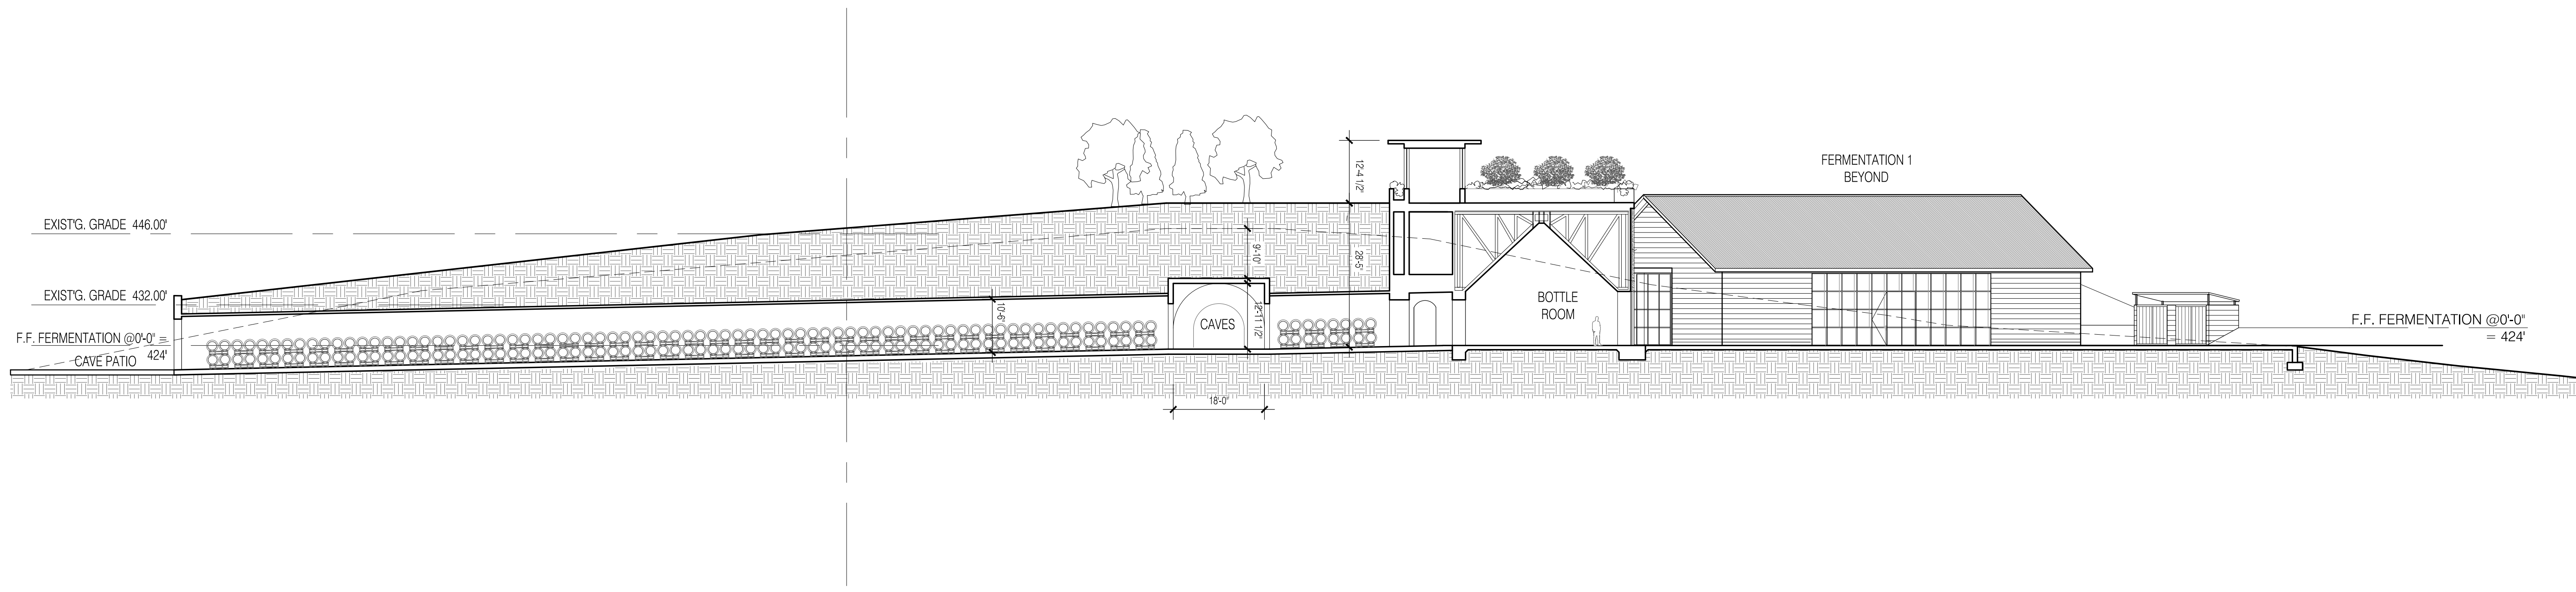 12'-4 1/2"
FERMENTATION 1
BEYOND
EXIST'G. GRADE 446.00'
9'-10"
28'-5"
EXIST'G. GRADE 432.00'
BOTTLE
ROOM
10'-6"
12'-11 1/2"
CAVES
F.F. FERMENTATION @0'-0" =
424'
CAVE PATIO
F.F. FERMENTATION @0'-0"
= 424'
18'-0"